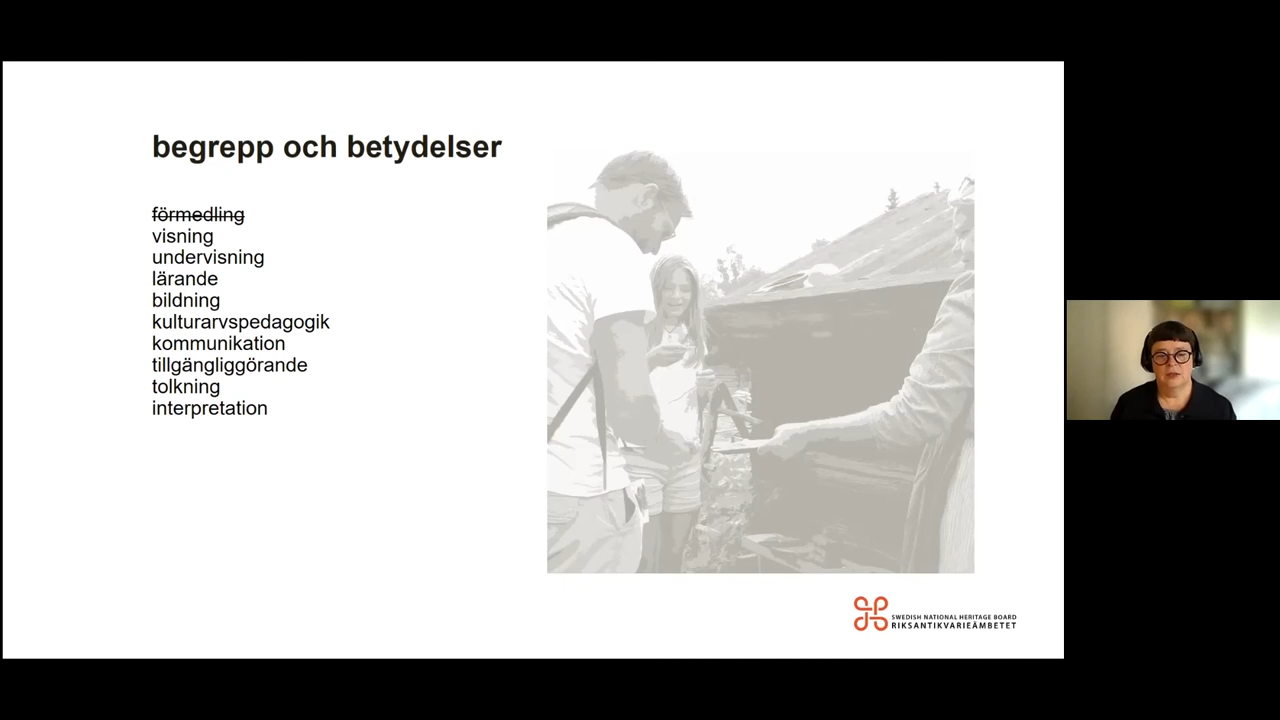 begrepp och betydelser
förmedling
visning
undervisning
lärande
bildning
kulturarvspedagogik
kommunikation
tillgängliggörande
tolkning
interpretation
SWEDISH NATIONAL HERITAGE BOARD
RIKSANTIKVARIEÄMBETET